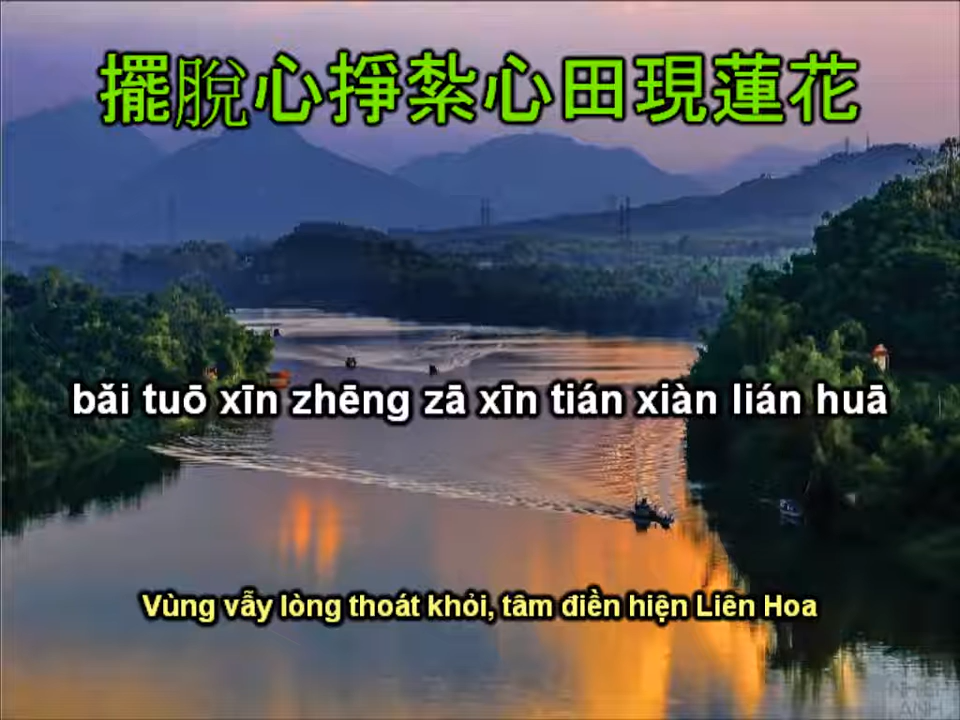 擺脫心掙紮心田現蓮花
bǎi tuō xīn zhēng zā xīn tián xiàn lián huā
Vùng vẫy lòng thoát khỏi, tâm điền hiện Liên Hoa